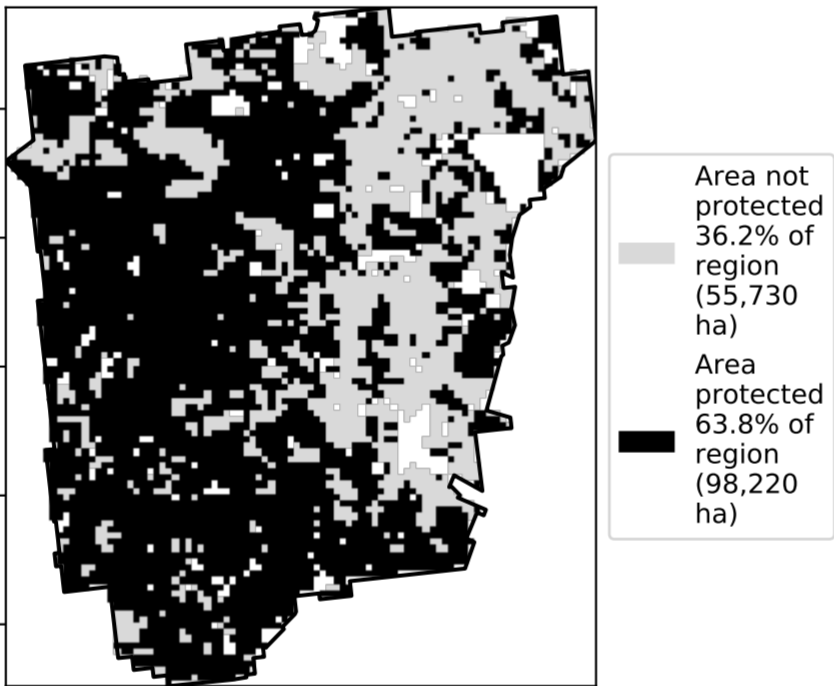 Area not
protected
36.2% of
region
(55,730
ha)
Area
protected
63.8% of
region
(98,220
ha)